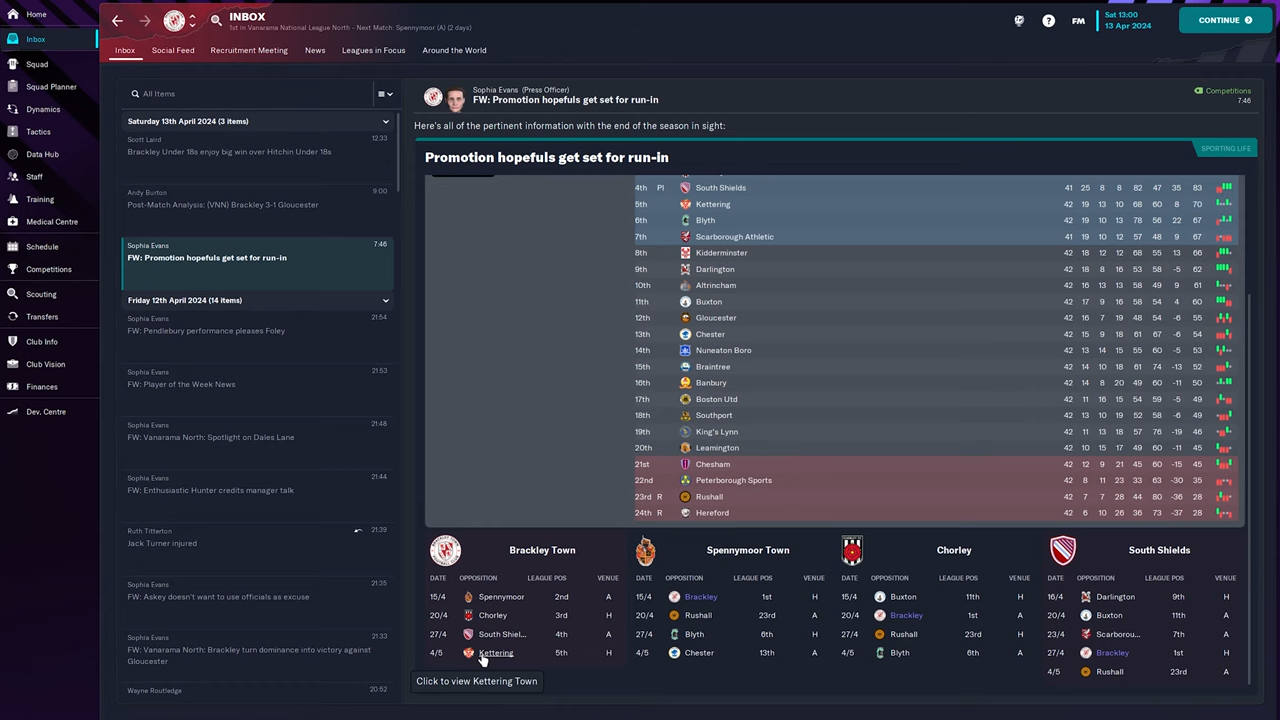 Home
Inbox
Squad
Squad Planner
Dynamics
Tactics
Data Hub
Staff
Training
Medical Centre
Schedule
Competitions
Scouting
Transfers
Club Info
Club Vision
Finances
Dev. Centre
INBOX
1st in Vanarama National League North - Next Match: Spennymoor (A) (2 days)
FM
Sat 13:00
13 Apr 2024
CONTINUE
Inbox Social Feed Recruitment Meeting News Leagues in Focus Around the World
All Items
Saturday 13th April 2024 (3 items)
Scott Laird 12:33
Brackley Under 18s enjoy big win over Hitchin Under 18s
Andy Burton 9:00
Post-Match Analysis: (VNN) Brackley 3-1 Gloucester
Sophia Evans 7:46
FW: Promotion hopefuls get set for run-in
Friday 12th April 2024 (14 items)
Sophia Evans 21:54
FW: Pendlebury performance pleases Foley
Sophia Evans 21:53
FW: Player of the Week News
Sophia Evans 21:48
FW: Vanarama North: Spotlight on Dales Lane
Sophia Evans 21:44
FW: Enthusiastic Hunter credits manager talk
Ruth Titterton 21:39
Jack Turner injured
Sophia Evans 21:35
FW: Askey doesn't want to use officials as excuse
Sophia Evans 21:33
FW: Vanarama North: Brackley turn dominance into victory against
Gloucester
Wayne Routledge 20:52
Sophia Evans (Press Officer)
FW: Promotion hopefuls get set for run-in
Competitions
7:46
Here's all of the pertinent information with the end of the season in sight:
Promotion hopefuls get set for run-in
SPORTING LIFE
4th Pl South Shields 41 25 8 8 82 47 35 83
5th Kettering 42 19 13 10 68 60 8 70
6th Blyth 42 19 10 13 78 56 22 67
7th Scarborough Athletic 41 19 10 12 57 48 9 67
8th Kidderminster 42 18 12 12 68 55 13 66
9th Darlington 42 18 8 16 53 58 -5 62
10th Altrincham 42 16 13 13 58 49 9 61
11th Buxton 42 17 9 16 58 54 4 60
12th Gloucester 42 16 7 19 48 54 -6 55
13th Chester 42 15 9 18 61 67 -6 54
14th Nuneaton Boro 42 13 14 15 55 60 -5 53
15th Braintree 42 14 10 18 61 74 -13 52
16th Banbury 42 14 8 20 49 60 -11 50
17th Boston Utd 42 11 16 15 54 59 -5 49
18th Southport 42 13 10 19 52 58 -6 49
19th King's Lynn 42 11 13 18 57 76 -19 46
20th Leamington 42 10 15 17 49 60 -11 45
21st Chesham 42 12 9 21 45 60 -15 45
22nd Peterborough Sports 42 8 11 23 33 63 -30 35
23rd R Rushall 42 7 7 28 44 80 -36 28
24th R Hereford 42 6 10 26 36 73 -37 28
Brackley Town
DATE OPPOSITION LEAGUE POS VENUE
15/4 Spennymoor 2nd A
20/4 Chorley 3rd H
27/4 South Shiel... 4th A
4/5 Kettering 5th H
Spennymoor Town
DATE OPPOSITION LEAGUE POS VENUE
15/4 Brackley 1st H
20/4 Rushall 23rd A
27/4 Blyth 6th H
4/5 Chester 13th A
Chorley
DATE OPPOSITION LEAGUE POS VENUE
15/4 Buxton 11th H
20/4 Brackley 1st A
27/4 Rushall 23rd H
4/5 Blyth 6th A
South Shields
DATE OPPOSITION LEAGUE POS VENUE
16/4 Darlington 9th H
20/4 Buxton 11th A
23/4 Scarborou... 7th A
27/4 Brackley 1st H
4/5 Rushall 23rd A
Click to view Kettering Town